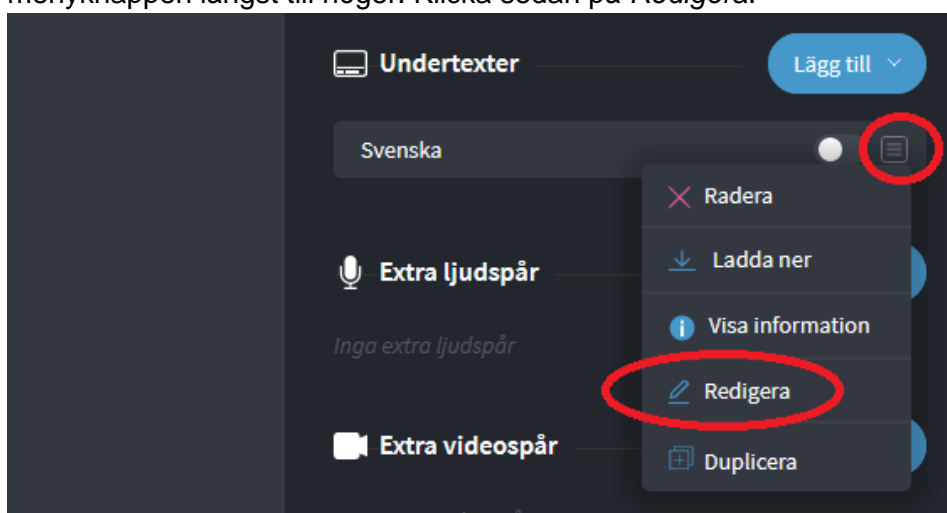 menyknappen längst till höger. Klicka sedan på Redigera.
Undertexter
Lägg till
Svenska
Radera
Ladda ner
Extra ljudspår
Visa information
Inga extra ljudspår
Redigera
Extra videospår
Duplicera